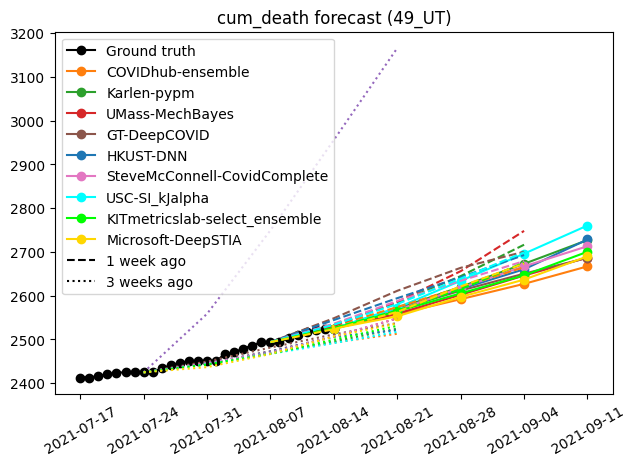 cum_death forecast (49_UT)
3200
3100
3000
2900
2800
2700
2600
2500
2400
Ground truth
COVIDhub-ensemble
Karlen-pypm
UMass-MechBayes
GT-DeepCOVID
HKUST-DNN
SteveMcConnell-CovidComplete
USC-SI_kJalpha
KITmetricslab-select_ensemble
Microsoft-DeepSTIA
1 week ago
3 weeks ago
2021-07-17
2021-07-24
2021-07-31
2021-08-07
2021-08-14
2021-08-21
2021-08-28
2021-09-04
2021-09-11